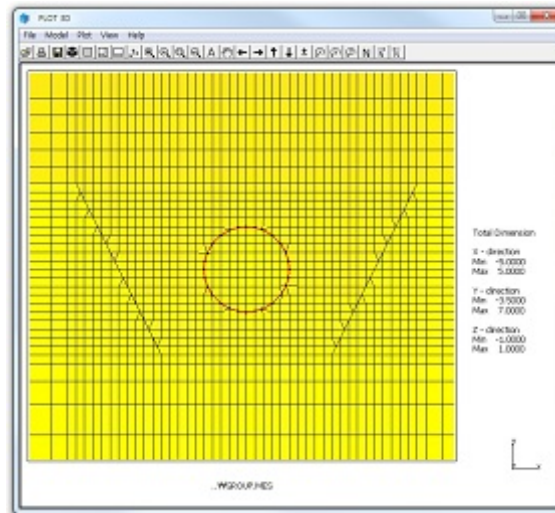 PLOT 3D
File Model Plot View Help
A N
Total Dimension
X - direction
Min -5.0000
Max 5.0000
Y - direction
Min -3.5000
Max 7.0000
Z - direction
Min -1.0000
Max 1.0000
...₩GROUP.MES